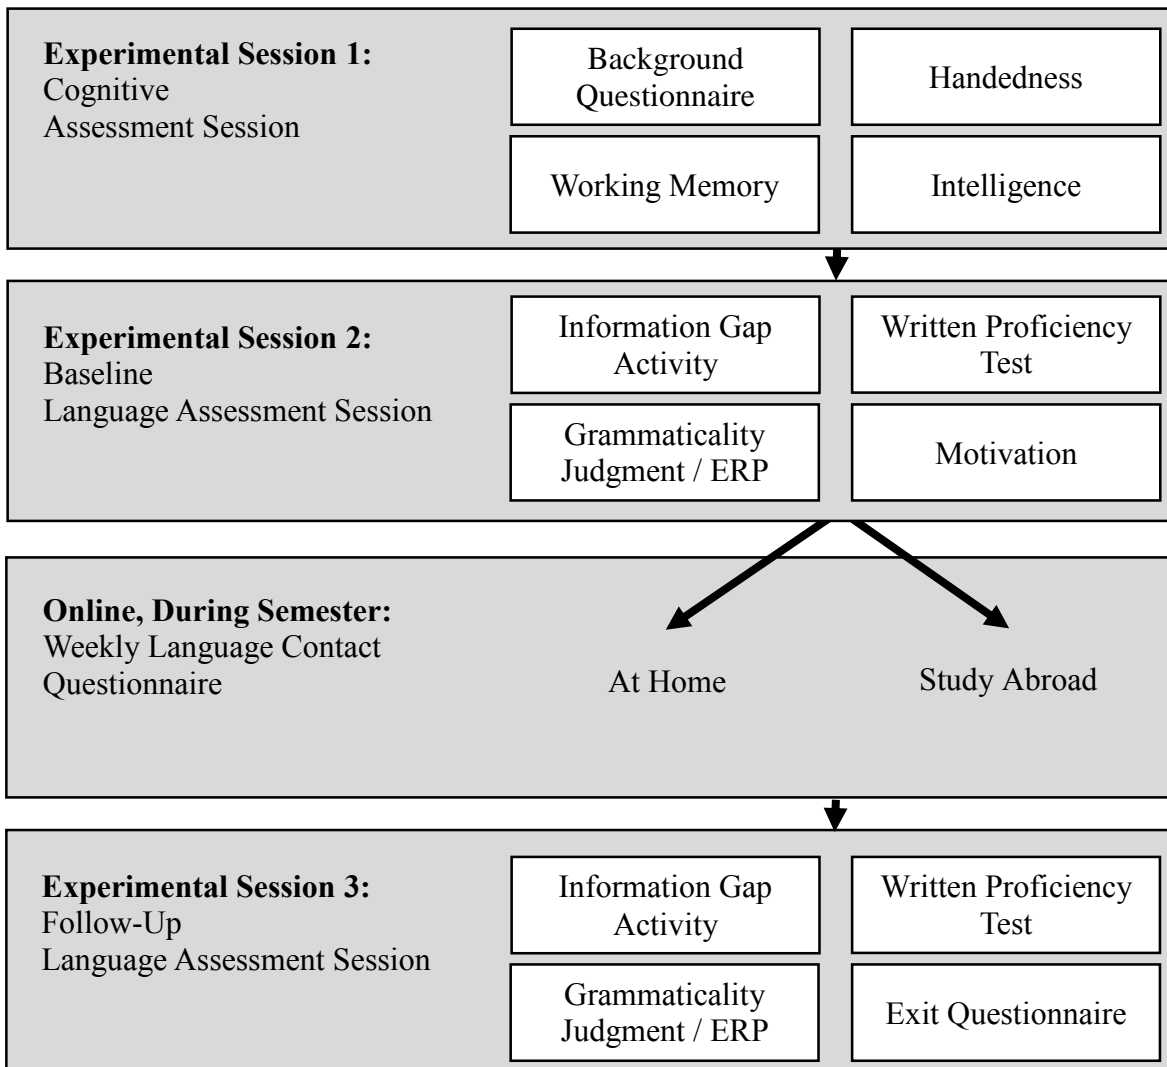 Experimental Session 1:
Cognitive
Assessment Session
Background
Questionnaire
Handedness
Working Memory
Intelligence
Experimental Session 2:
Baseline
Language Assessment Session
Information Gap
Activity
Written Proficiency
Test
Grammaticality
Judgment / ERP
Motivation
Online, During Semester:
Weekly Language Contact
Questionnaire
At Home
Study Abroad
Experimental Session 3:
Follow-Up
Language Assessment Session
Information Gap
Activity
Written Proficiency
Test
Grammaticality
Judgment / ERP
Exit Questionnaire